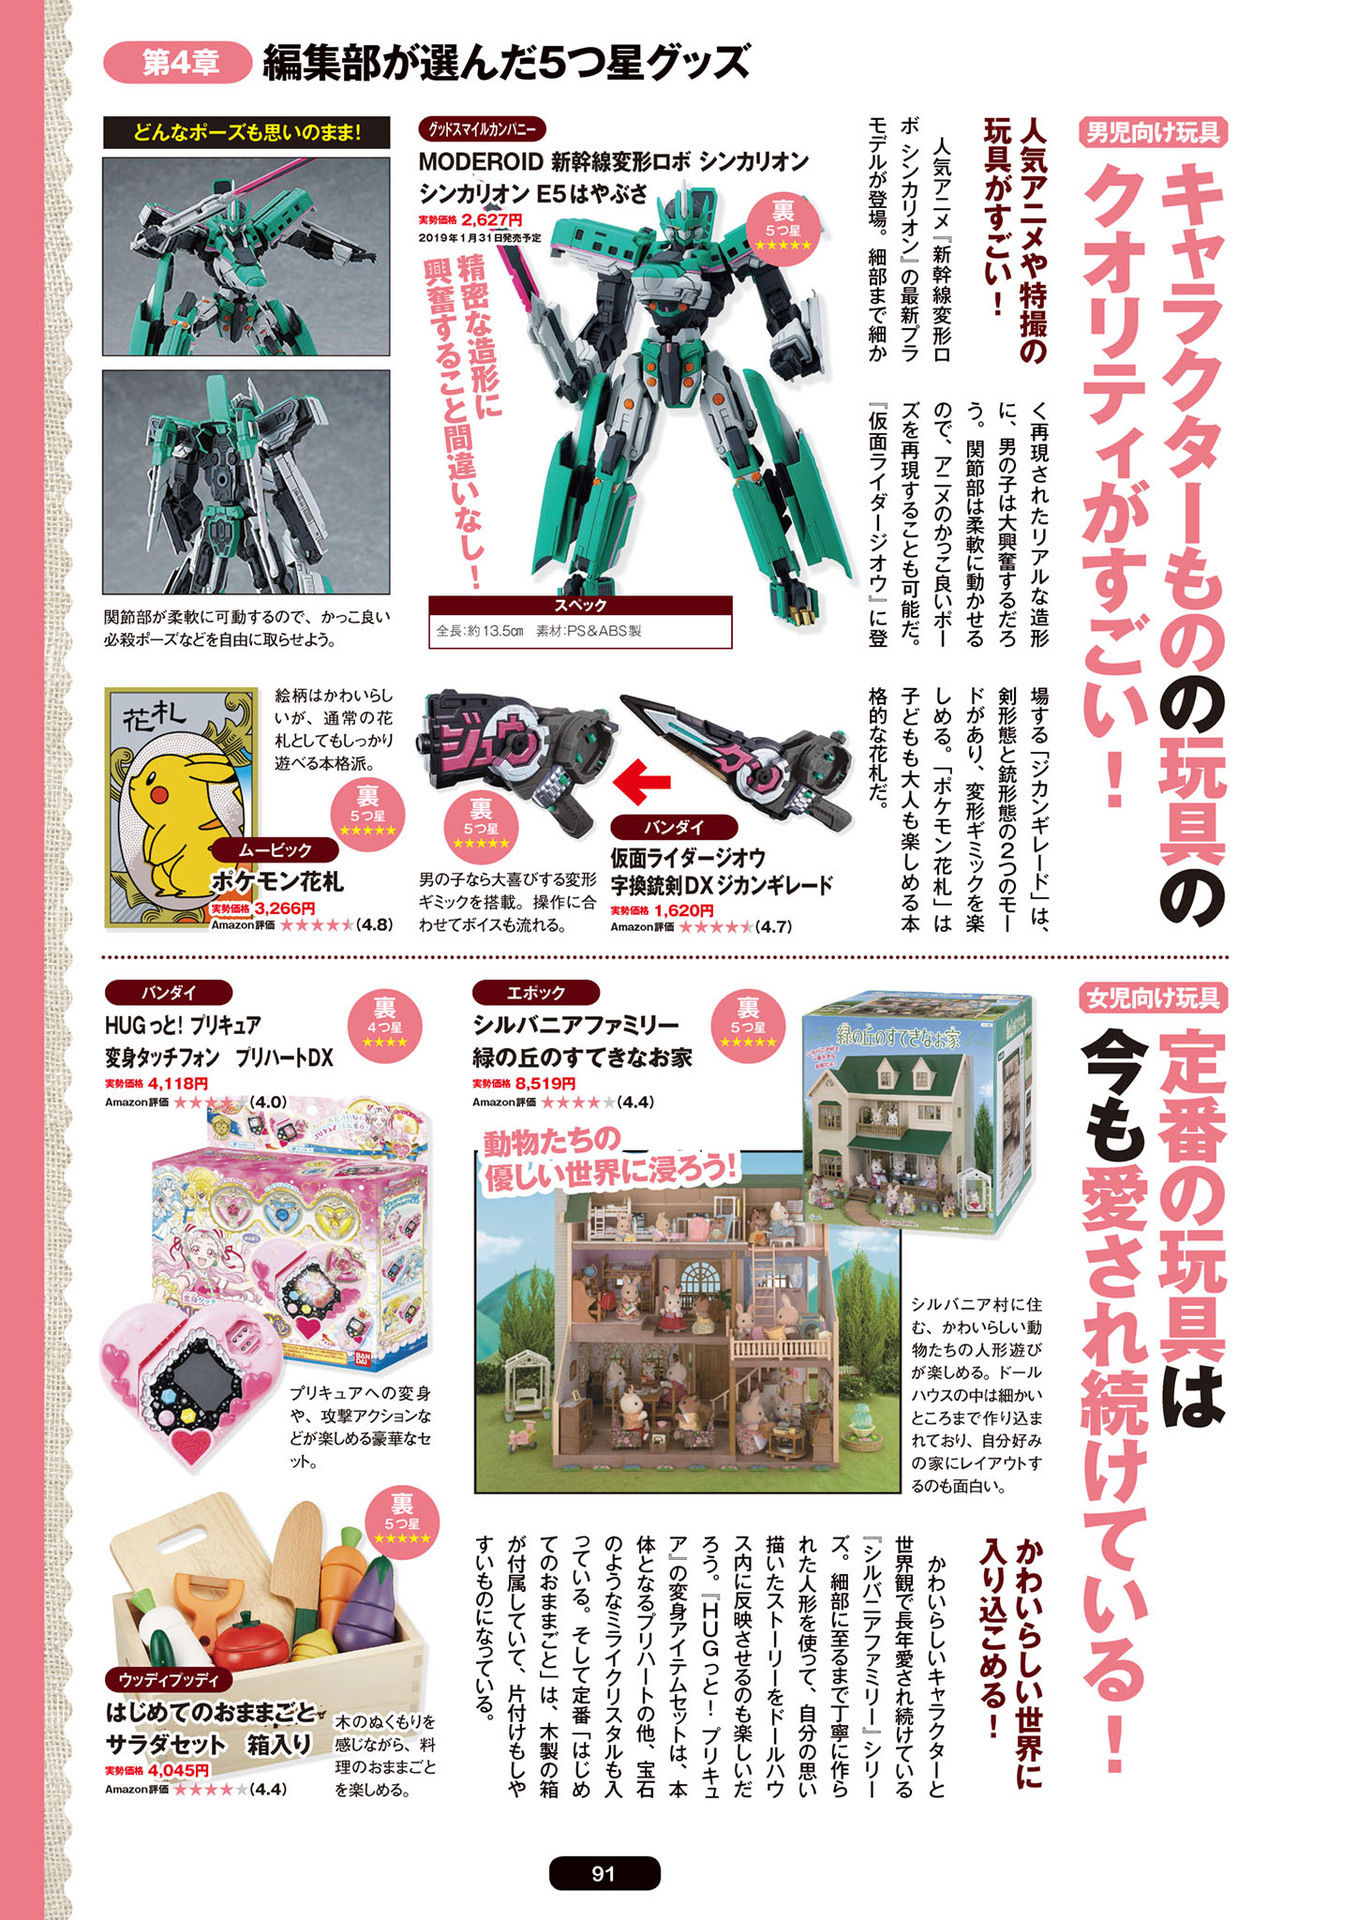 第4章 編集部が選んだ5つ星グッズ
男児向け玩具
キャラクターものの玩具の
クオリティがすごい!
人気アニメや特撮の
玩具がすごい!
人気アニメ『新幹線変形ロ
ボ シンカリオン』の最新プラ
モデルが登場。細部まで細か
く再現されたリアルな造形
に、男の子は大興奮するだろ
う。関節部は柔軟に動かせる
ので、アニメのかっこ良いポー
ズを再現することも可能だ。
『仮面ライダージオウ』に登
場する「ジカンギレード」は、
剣形態と銃形態の2つのモー
ドがあり、変形ギミックを楽
しめる。「ポケモン花札」は
子どもも大人も楽しめる本
格的な花札だ。
グッドスマイルカンパニー
MODEROID 新幹線変形ロボ シンカリオン
シンカリオン E5はやぶさ
実勢価格 2,627円
2019年1月31日発売予定
裏
5つ星
★★★★★
精密な造形に
興奮すること間違いなし!
スペック
全長:約13.5cm 素材:PS&ABS製
どんなポーズも思いのまま!
関節部が柔軟に可動するので、かっこ良い
必殺ポーズなどを自由に取らせよう。
バンダイ
仮面ライダージオウ
字換銃剣DXジカンギレード
実勢価格 1,620円
Amazon評価 ★★★★★(4.7)
ジュウ
裏
5つ星
★★★★★
男の子なら大喜びする変形
ギミックを搭載。操作に合
わせてボイスも流れる。
花札
絵柄はかわいらし
いが、通常の花
札としてもしっかり
遊べる本格派。
裏
5つ星
★★★★★
ムービック
ポケモン花札
実勢価格 3,266円
Amazon評価 ★★★★★(4.8)
女児向け玩具
定番の玩具は
今も愛され続けている!
かわいらしい世界に
入り込こめる!
かわいらしいキャラクターと
世界観で長年愛され続けている
『シルバニアファミリー』シリー
ズ。細部に至るまで丁寧に作ら
れた人形を使って、自分の思い
描いたストーリーをドールハウ
ス内に反映させるのも楽しいだ
ろう。『HUGっと! プリキュ
ア』の変身アイテムセットは、本
体となるプリハートの他、宝石
のようなミライクリスタルも入
っている。そして定番「はじめ
てのおままごと」は、木製の箱
が付属していて、片付けもしや
すいものになっている。
エポック
シルバニアファミリー
緑の丘のすてきなお家
実勢価格 8,519円
Amazon評価 ★★★★★(4.4)
裏
5つ星
★★★★★
緑の丘のすてきなお家
動物たちの
優しい世界に浸ろう!
シルバニア村に住
む、かわいらしい動
物たちの人形遊び
が楽しめる。ドール
ハウスの中は細かい
ところまで作り込ま
れており、自分好み
の家にレイアウトす
るのも面白い。
バンダイ
HUGっと! プリキュア
変身タッチフォン プリハートDX
実勢価格 4,118円
Amazon評価 ★★★★★(4.0)
裏
4つ星
★★★★
BAN
DAI
プリキュアへの変身
や、攻撃アクションな
どが楽しめる豪華なセ
ット。
裏
5つ星
★★★★★
ウッディプッディ
はじめてのおままごと
サラダセット 箱入り
実勢価格 4,045円
Amazon評価 ★★★★★(4.4)
木のぬくもりを
感じながら、料
理のおままごと
を楽しめる。
91